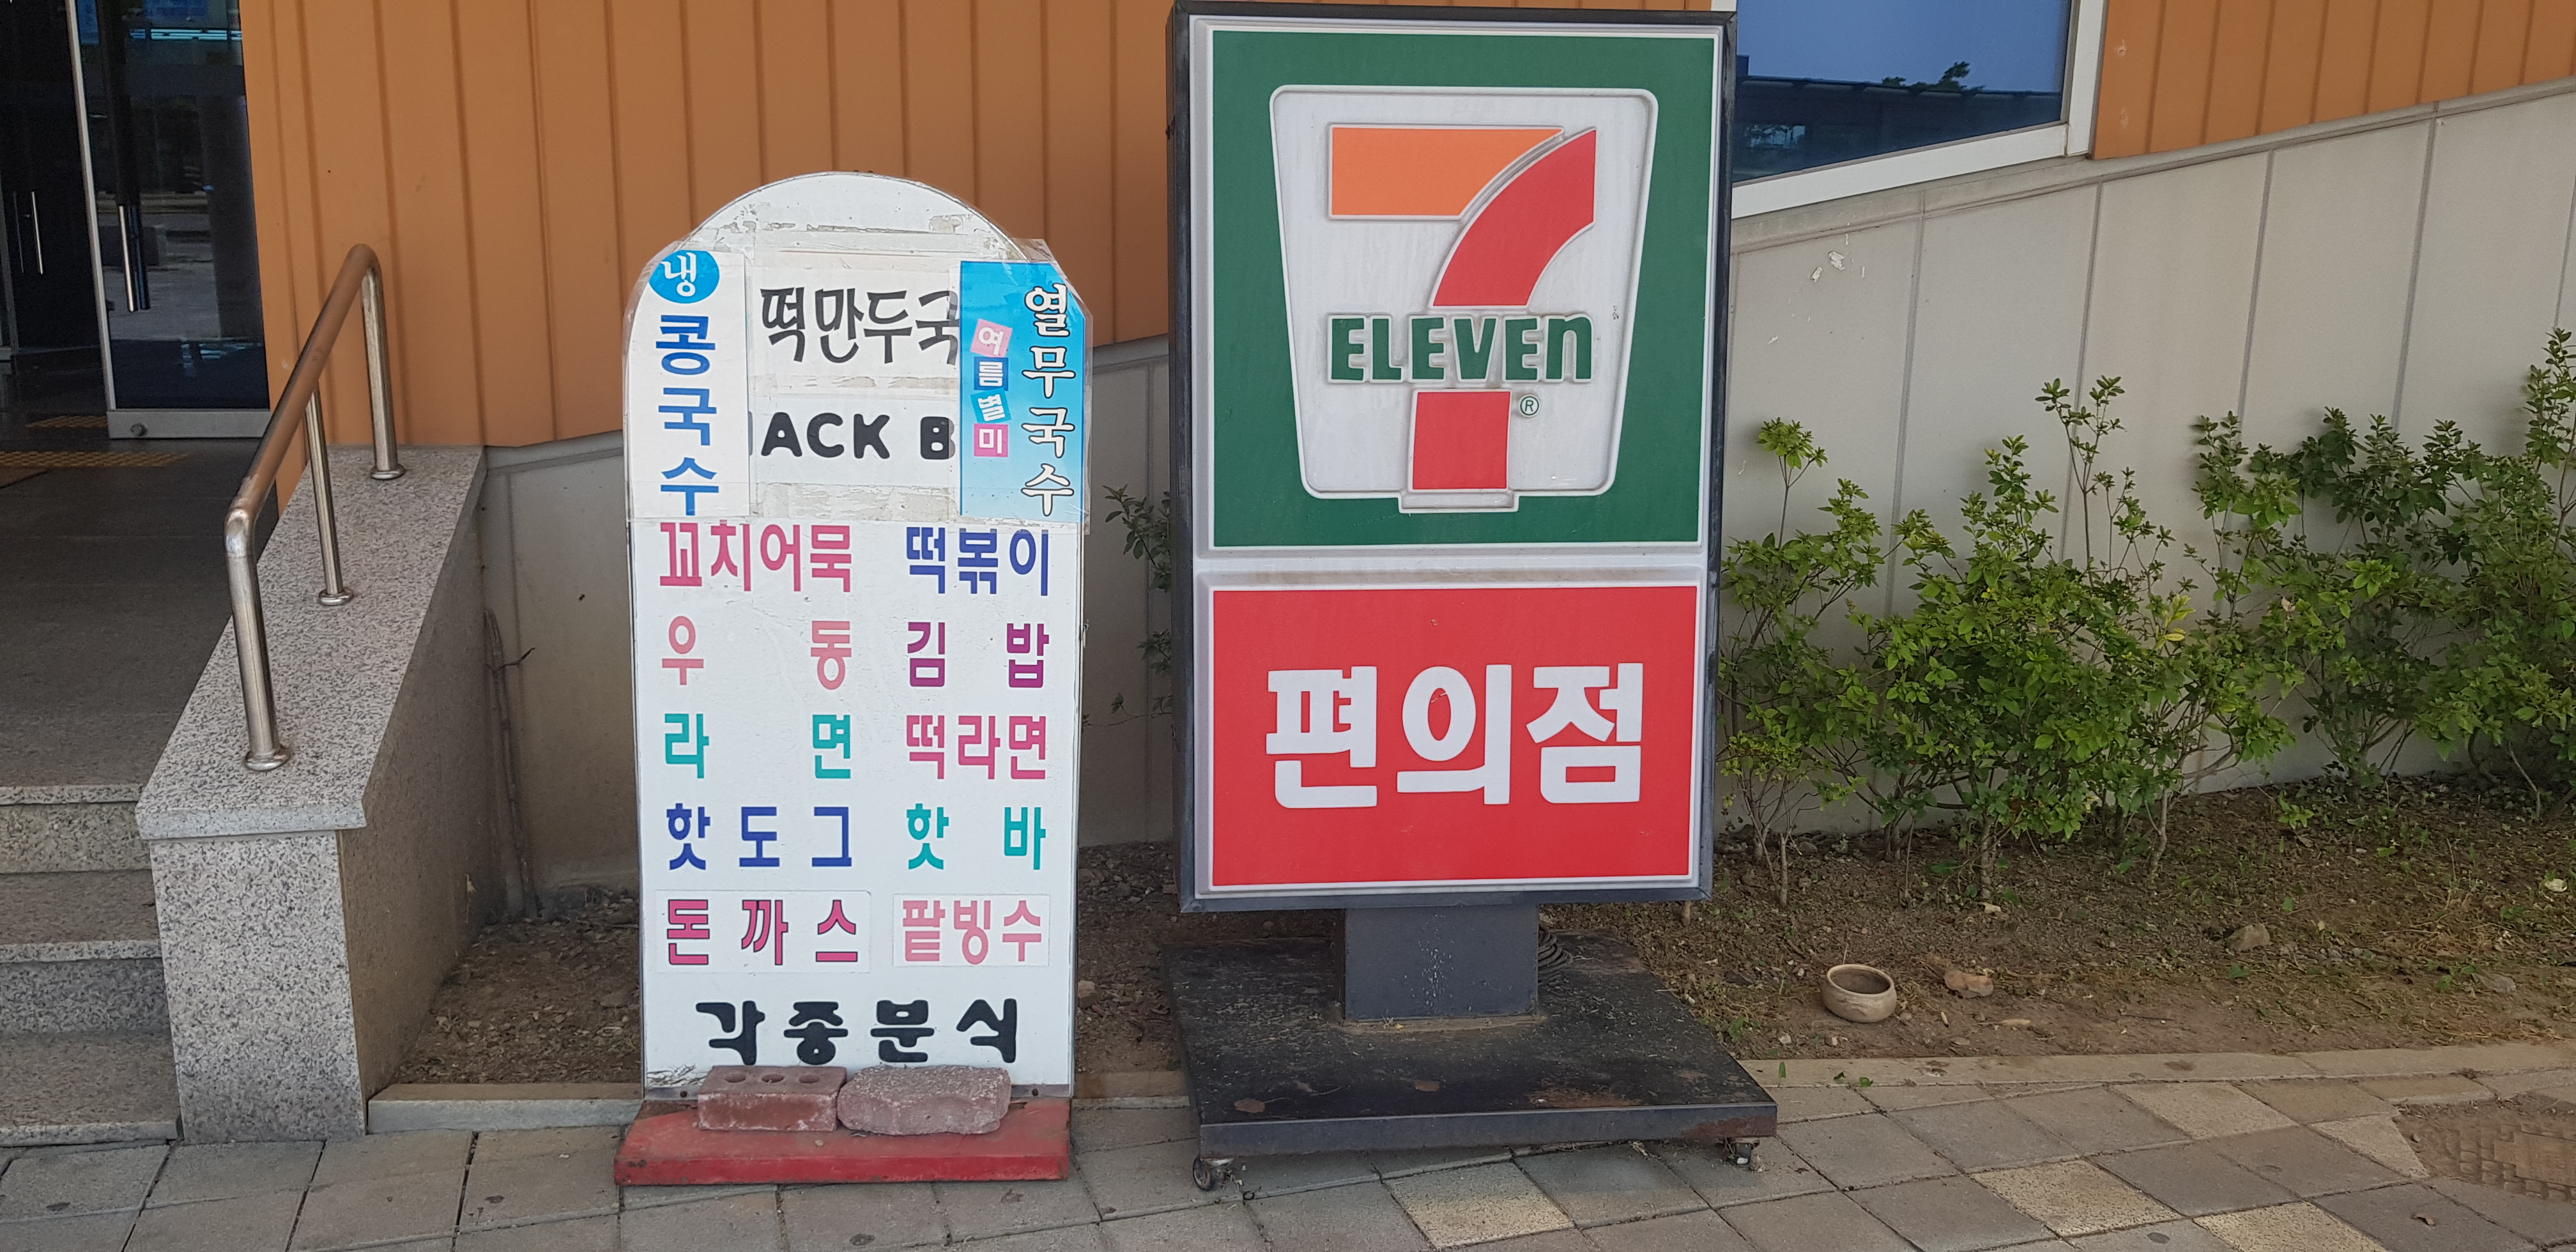 냉콩국수
떡만두국
여름별미
열무국수
ACK B
꼬치어묵 떡볶이
우동 김밥
라면 떡라면
핫도그 핫바
돈까스 팥빙수
각종분식
7
ELEVEn
®
편의점